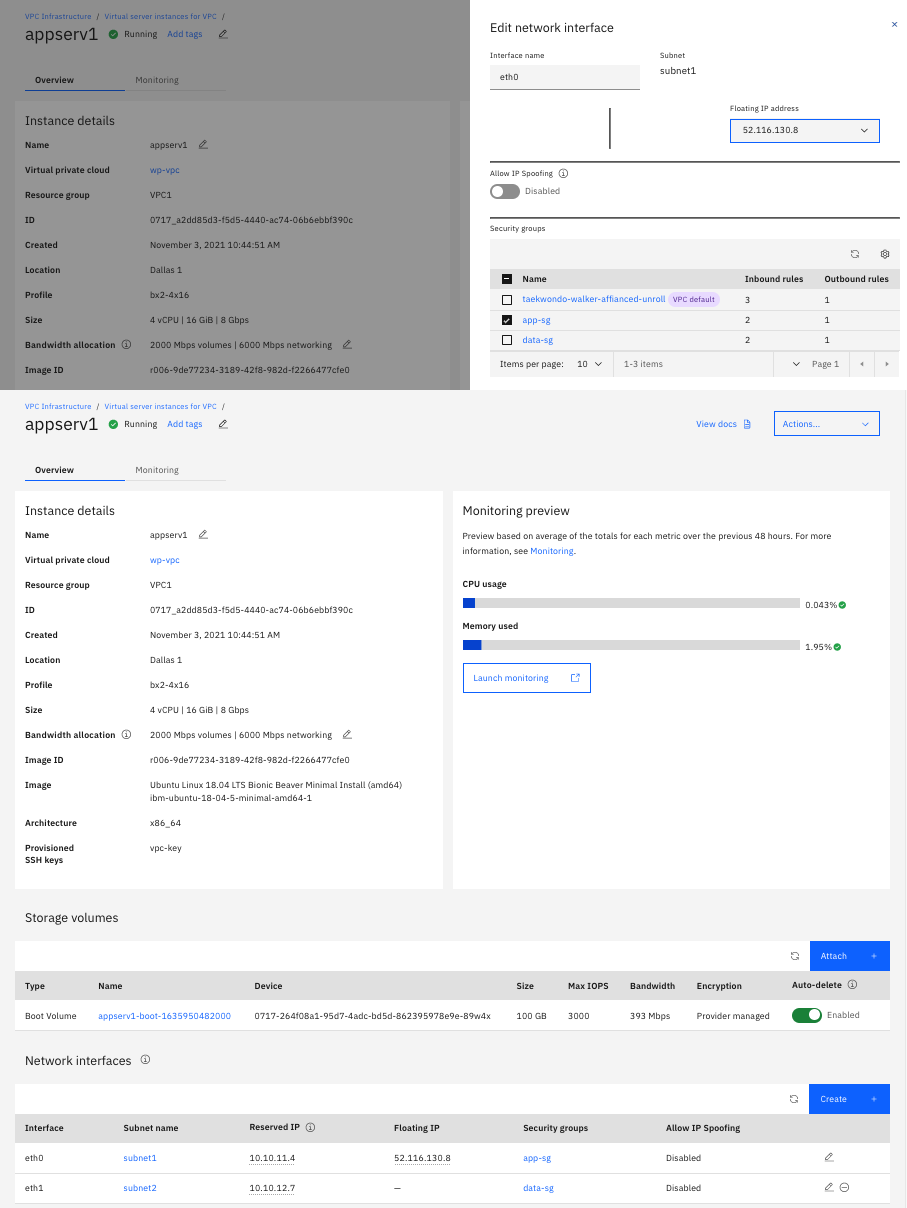 VPC Infrastructure / Virtual server instances for VPC /
appserv1 Running Add tags
Overview Monitoring
Instance details
Name appserv1
Virtual private cloud wp-vpc
Resource group VPC1
ID 0717_a2dd85d3-f5d5-4440-ac74-06b6ebbf390c
Created November 3, 2021 10:44:51 AM
Location Dallas 1
Profile bx2-4x16
Size 4 vCPU | 16 GiB | 8 Gbps
Bandwidth allocation 2000 Mbps volumes | 6000 Mbps networking
Image ID r006-9de77234-3189-42f8-982d-f2266477cfe0
Edit network interface
Interface name Subnet
eth0 subnet1
Floating IP address
52.116.130.8
Allow IP Spoofing
Disabled
Security groups
Name Inbound rules Outbound rules
taekwondo-walker-affianced-unroll VPC default 3 1
app-sg 2 1
data-sg 2 1
Items per page: 10 1-3 items Page 1
VPC Infrastructure / Virtual server instances for VPC /
appserv1 Running Add tags View docs Actions...
Overview Monitoring
Instance details
Name appserv1
Virtual private cloud wp-vpc
Resource group VPC1
ID 0717_a2dd85d3-f5d5-4440-ac74-06b6ebbf390c
Created November 3, 2021 10:44:51 AM
Location Dallas 1
Profile bx2-4x16
Size 4 vCPU | 16 GiB | 8 Gbps
Bandwidth allocation 2000 Mbps volumes | 6000 Mbps networking
Image ID r006-9de77234-3189-42f8-982d-f2266477cfe0
Image Ubuntu Linux 18.04 LTS Bionic Beaver Minimal Install (amd64)
ibm-ubuntu-18-04-5-minimal-amd64-1
Architecture x86_64
Provisioned vpc-key
SSH keys
Monitoring preview
Preview based on average of the totals for each metric over the previous 48 hours. For more
information, see Monitoring.
CPU usage
0.043%
Memory used
1.95%
Launch monitoring
Storage volumes
Attach +
Type Name Device Size Max IOPS Bandwidth Encryption Auto-delete
Boot Volume appserv1-boot-1635950482000 0717-264f08a1-95d7-4adc-bd5d-862395978e9e-89w4x 100 GB 3000 393 Mbps Provider managed Enabled
Network interfaces
Create +
Interface Subnet name Reserved IP Floating IP Security groups Allow IP Spoofing
eth0 subnet1 10.10.11.4 52.116.130.8 app-sg Disabled
eth1 subnet2 10.10.12.7 — data-sg Disabled